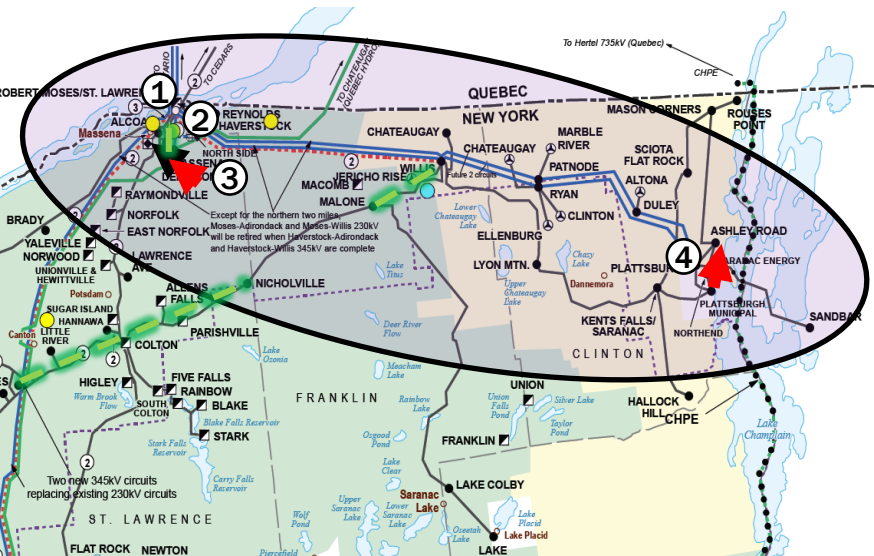 To Hertel 735kV (Quebec)
CHPE
TO CEDARS
TO CHATEAUGAY
(QUEBEC HYDRO)
QUEBEC
NEW YORK
ROBERT MOSES/ST. LAWRE
1
2
3
4
ALCOA
Massena
REYNOLDS
HAVERSTOCK
NORTH SIDE
CHATEAUGAY
MASON CORNERS
ROUSES
POINT
CHATEAUGAY
MARBLE
RIVER
SCIOTA
FLAT ROCK
PATNODE
WILLIS
Future 2 circuits
JERICHO RISE
MACOMB
MALONE
RYAN
ALTONA
DULEY
RAYMONDVILLE
NORFOLK
EAST NORFOLK
BRADY
YALEVILLE
NORWOOD
UNIONVILLE &
HEWITTVILLE
LAWRENCE
AVE
Except for the northern two miles,
Moses-Adirondack and Moses-Willis 230kV
will be retired when Haverstock-Adirondack
and Haverstock-Willis 345kV are complete
Lower
Chateaugay
Lake
CLINTON
ELLENBURG
LYON MTN.
Chazy
Lake
Dannemora
Upper
Chateaugay
Lake
ASHLEY ROAD
SARANAC ENERGY
PLATTSBUR
PLATTSBURGH
MUNICIPAL
NORTHEND
SANDBAR
KENTS FALLS/
SARANAC
CLINTON
Potsdam
ALLENS
FALLS
NICHOLVILLE
Lake
Titus
Deer River
Flow
SUGAR ISLAND
HANNAWA
Canton
LITTLE
RIVER
PARISHVILLE
COLTON
Lake
Ozonia
HIGLEY
FIVE FALLS
RAINBOW
SOUTH
COLTON
BLAKE
STARK
Warm Brook
Flow
Blake Falls Reservoir
Stark Falls
Reservoir
Carry Falls
Reservoir
FRANKLIN
Meacham
Lake
Rainbow
Lake
Osgood
Pond
Lake
Clear
UNION
Union
Falls
Pond
Silver Lake
Taylor
Pond
FRANKLIN
HALLOCK
HILL
CHPE
Lake
Champlain
Two new 345kV circuits
replacing existing 230kV circuits
ST. LAWRENCE
FLAT ROCK
NEWTON
Wolf
Pond
Piercefield
Upper
Saranac
Lake
Lower
Saranac
Lake
Saranac
Lake
LAKE COLBY
Oseetah
Lake
Lake
Placid
Lake Placid
LAKE